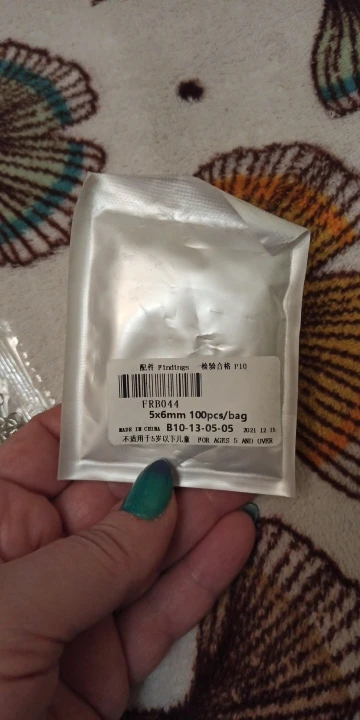 配件 Findings 检验合格 P10
FRB044
5x6mm 100pcs/bag
MADE IN CHINA B10-13-05-05 2021 12 15
不适用于5岁以下儿童 FOR AGES 5 AND OVER